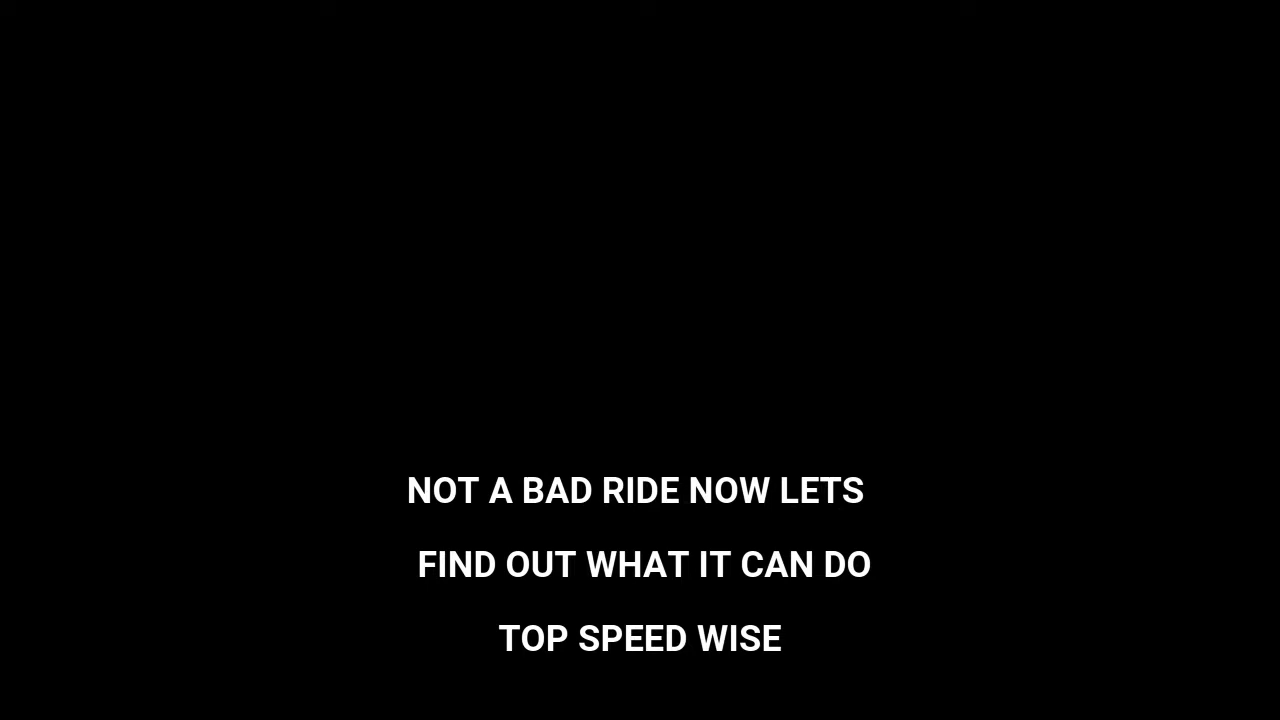 NOT A BAD RIDE NOW LETS
FIND OUT WHAT IT CAN DO
TOP SPEED WISE